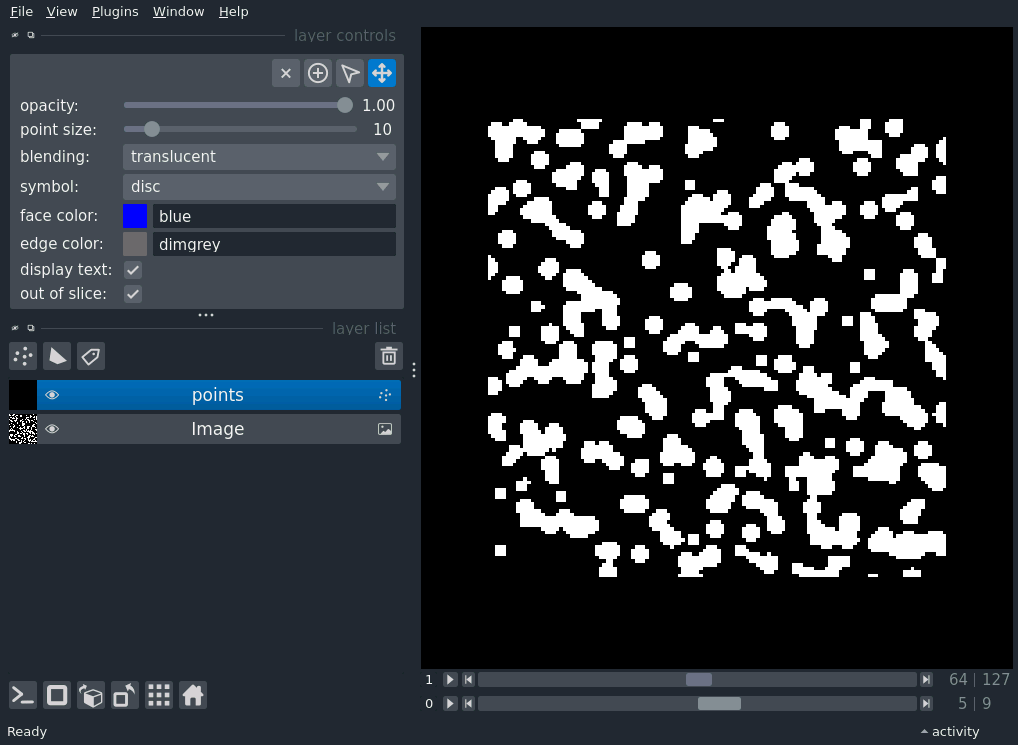 File View Plugins Window Help
layer controls
opacity: 1.00
point size: 10
blending: translucent
symbol: disc
face color: blue
edge color: dimgrey
display text:
out of slice:
layer list
points
Image
1 64 | 127
0 5 | 9
Ready activity